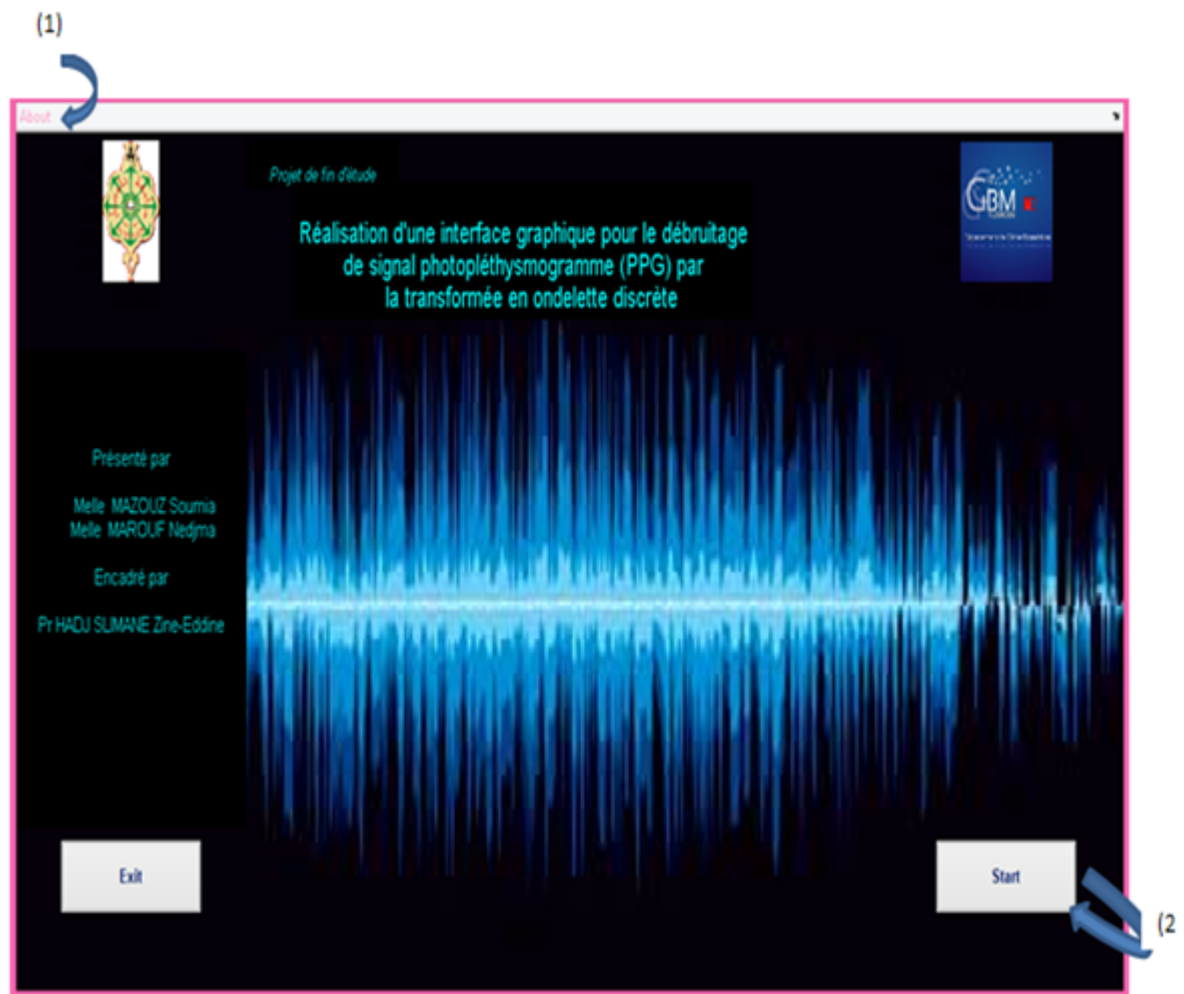 (1)
About
Projet de fin d'étude
GBM
Réalisation d'une interface graphique pour le débruitage
de signal photopléthysmogramme (PPG) par
la transformée en ondelette discrète
Présenté par
Melle MAZOUZ Soumia
Melle MAROUF Nedjma
Encadré par
Pr HADJ SLIMANE Zine-Eddine
Exit
Start
(2